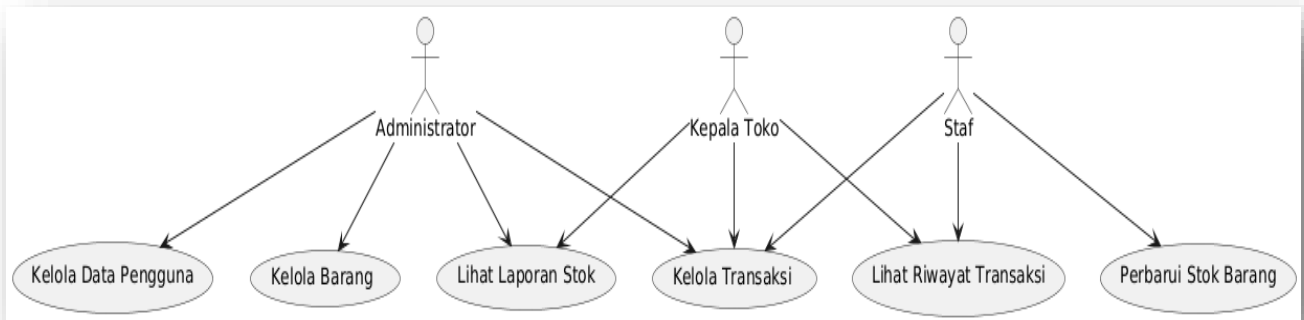 Administrator
Kepala Toko
Staf
Kelola Data Pengguna
Kelola Barang
Lihat Laporan Stok
Kelola Transaksi
Lihat Riwayat Transaksi
Perbarui Stok Barang